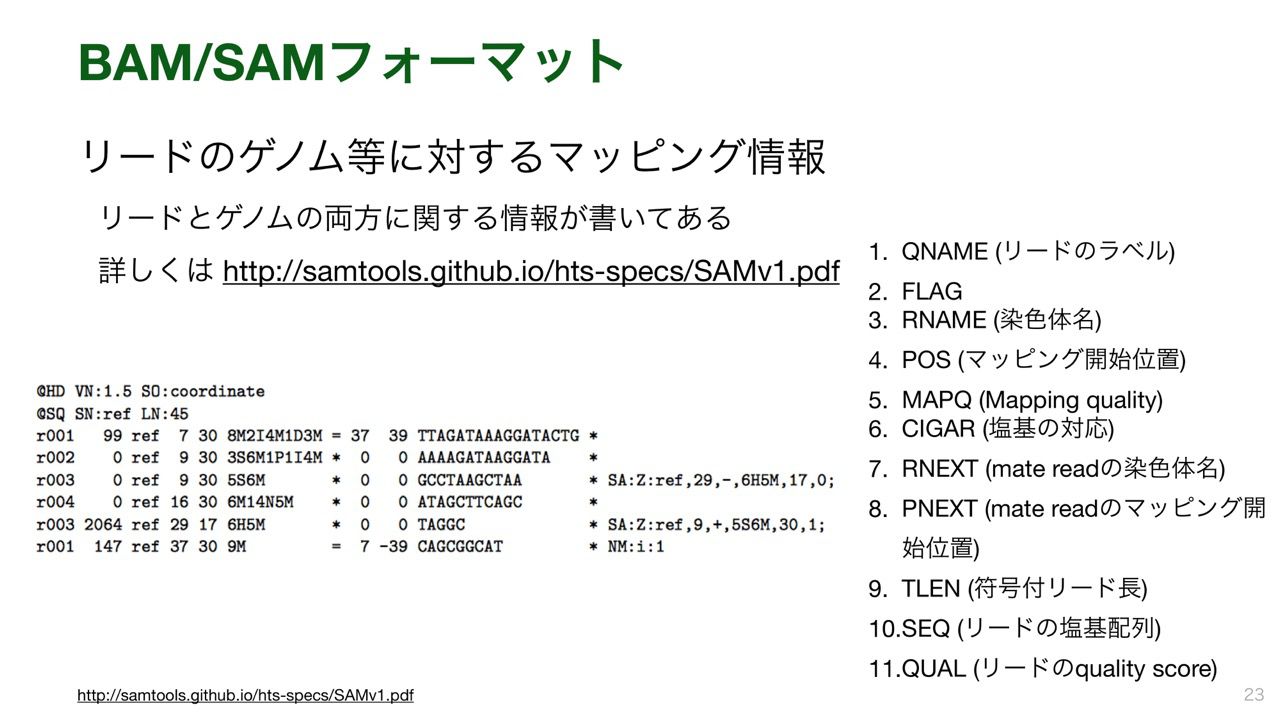 BAM/SAMフォーマット
リードのゲノム等に対するマッピング情報
リードとゲノムの両方に関する情報が書いてある
詳しくは http://samtools.github.io/hts-specs/SAMv1.pdf
@HD VN:1.5 SO:coordinate
@SQ SN:ref LN:45
r001 99 ref 7 30 8M2I4M1D3M = 37 39 TTAGATAAAGGATACTG *
r002 0 ref 9 30 3S6M1P1I4M * 0 0 AAAAGATAAGGATA *
r003 0 ref 9 30 5S6M * 0 0 GCCTAAGCTAA * SA:Z:ref,29,-,6H5M,17,0;
r004 0 ref 16 30 6M14N5M * 0 0 ATAGCTTCAGC *
r003 2064 ref 29 17 6H5M * 0 0 TAGGC * SA:Z:ref,9,+,5S6M,30,1;
r001 147 ref 37 30 9M = 7 -39 CAGCGGCAT * NM:i:1
1. QNAME (リードのラベル)
2. FLAG
3. RNAME (染色体名)
4. POS (マッピング開始位置)
5. MAPQ (Mapping quality)
6. CIGAR (塩基の対応)
7. RNEXT (mate readの染色体名)
8. PNEXT (mate readのマッピング開
始位置)
9. TLEN (符号付リード長)
10.SEQ (リードの塩基配列)
11.QUAL (リードのquality score)
http://samtools.github.io/hts-specs/SAMv1.pdf
23